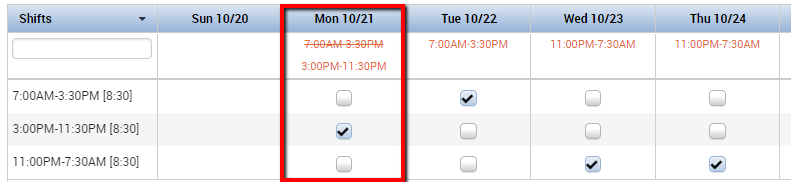 Shifts Sun 10/20 Mon 10/21 Tue 10/22 Wed 10/23 Thu 10/24
7:00AM-3:30PM 7:00AM-3:30PM 11:00PM-7:30AM 11:00PM-7:30AM
3:00PM-11:30PM
7:00AM-3:30PM [8:30]
3:00PM-11:30PM [8:30]
11:00PM-7:30AM [8:30]